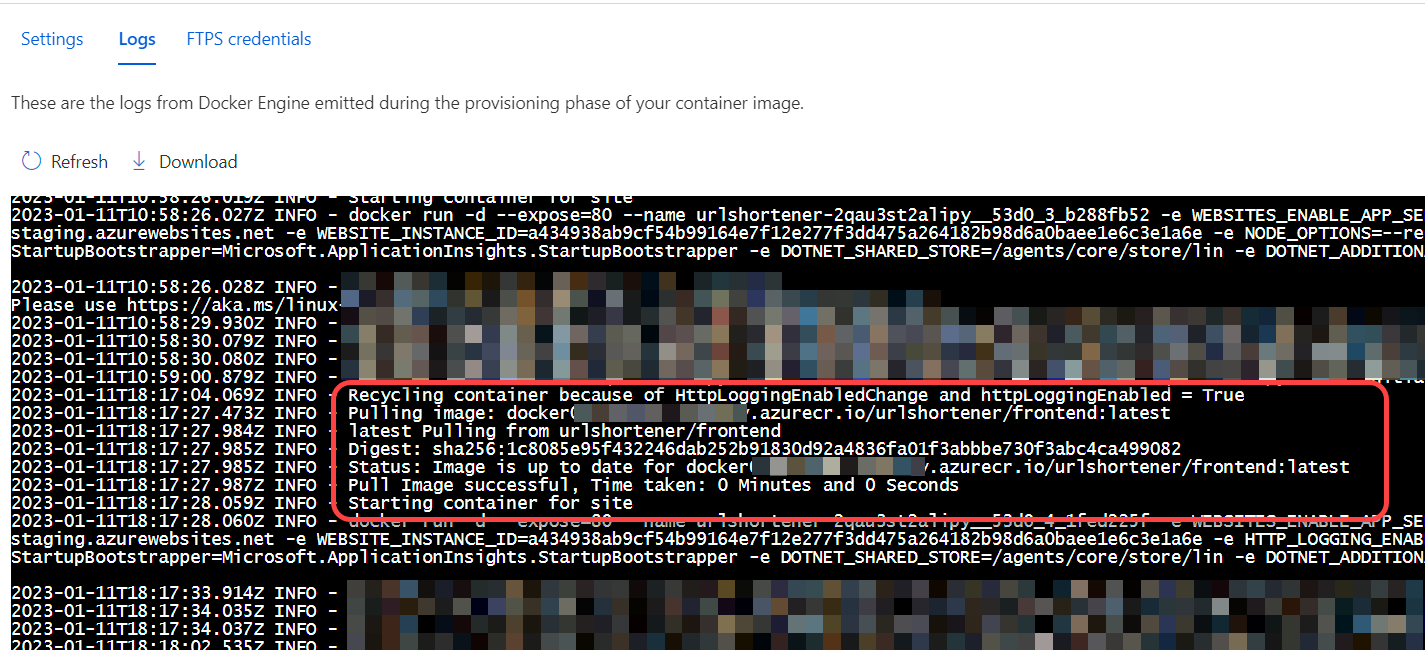 Settings Logs FTPS credentials
These are the logs from Docker Engine emitted during the provisioning phase of your container image.
Refresh Download
2023-01-11T10:58:26.019Z INFO - Starting container for site
2023-01-11T10:58:26.027Z INFO - docker run -d --expose=80 --name urlshortener-2qau3st2alipy__53d0_3_b288fb52 -e WEBSITES_ENABLE_APP_SE
staging.azurewebsites.net -e WEBSITE_INSTANCE_ID=a434938ab9cf54b99164e7f12e277f3dd475a264182b98d6a0baee1e6c3e1a6e -e NODE_OPTIONS=--re
StartupBootstrapper=Microsoft.ApplicationInsights.StartupBootstrapper -e DOTNET_SHARED_STORE=/agents/core/store/lin -e DOTNET_ADDITION
2023-01-11T10:58:26.028Z INFO -
Please use https://aka.ms/linux-
2023-01-11T10:58:29.930Z INFO -
2023-01-11T10:58:30.079Z INFO -
2023-01-11T10:58:30.080Z INFO -
2023-01-11T10:59:00.879Z INFO -
2023-01-11T18:17:04.069Z INFO - Recycling container because of HttpLoggingEnabledChange and httpLoggingEnabled = True
2023-01-11T18:17:27.473Z INFO - Pulling image: docker .azurecr.io/urlshortener/frontend:latest
2023-01-11T18:17:27.984Z INFO - latest Pulling from urlshortener/frontend
2023-01-11T18:17:27.985Z INFO - Digest: sha256:1c8085e95f432246dab252b91830d92a4836fa01f3abbbe730f3abc4ca499082
2023-01-11T18:17:27.985Z INFO - Status: Image is up to date for docker .azurecr.io/urlshortener/frontend:latest
2023-01-11T18:17:27.987Z INFO - Pull Image successful, Time taken: 0 Minutes and 0 Seconds
2023-01-11T18:17:28.059Z INFO - Starting container for site
2023-01-11T18:17:28.060Z INFO - docker run -d --expose=80 --name urlshortener-2qau3st2alipy__53d0_4_1fed225f -e WEBSITES_ENABLE_APP_SE
staging.azurewebsites.net -e WEBSITE_INSTANCE_ID=a434938ab9cf54b99164e7f12e277f3dd475a264182b98d6a0baee1e6c3e1a6e -e HTTP_LOGGING_ENAB
StartupBootstrapper=Microsoft.ApplicationInsights.StartupBootstrapper -e DOTNET_SHARED_STORE=/agents/core/store/lin -e DOTNET_ADDITION
2023-01-11T18:17:33.914Z INFO -
2023-01-11T18:17:34.035Z INFO -
2023-01-11T18:17:34.037Z INFO -
2023-01-11T18:18:02.535Z INFO -